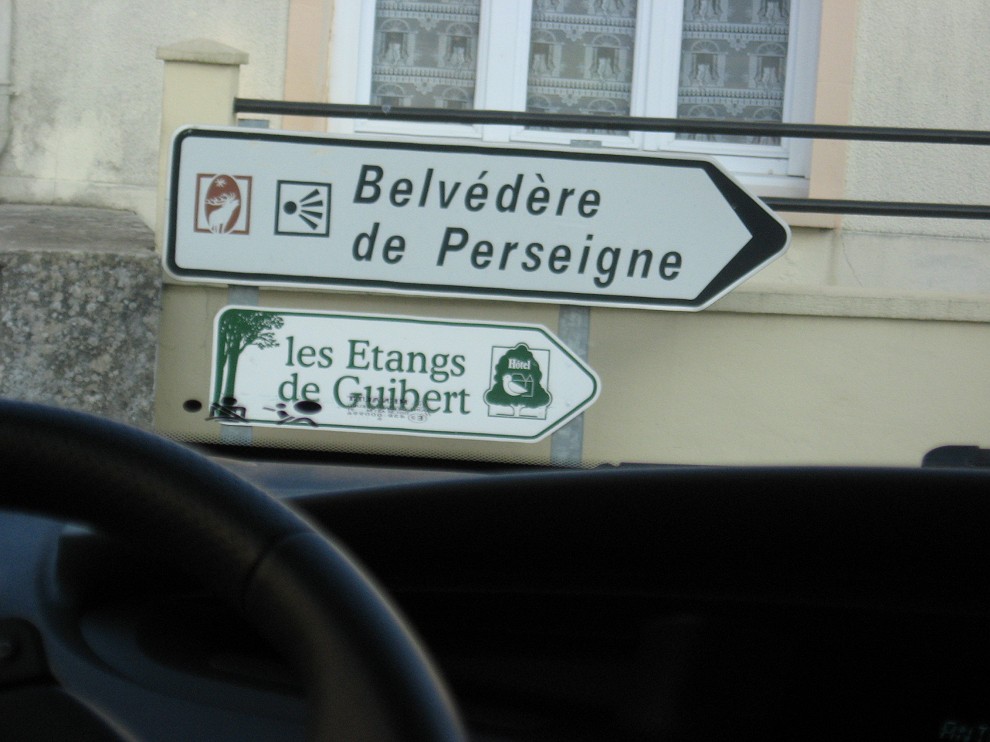 Belvédère
de Perseigne
les Etangs
de Guibert
Hôtel